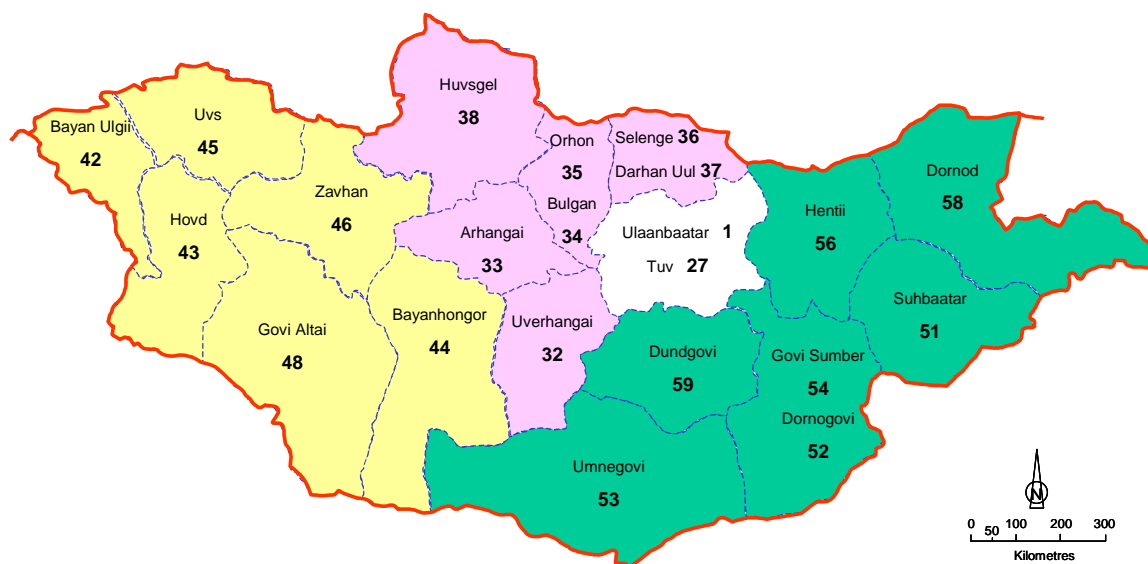 Huvsgel
38
Uvs
45
Bayan Ulgii
42
Orhon
35
Selenge 36
Darhan Uul 37
Dornod
58
Zavhan
46
Bulgan
34
Hentii
56
Hovd
43
Arhangai
33
Ulaanbaatar 1
Tuv 27
Suhbaatar
51
Bayanhongor
44
Uverhangai
32
Govi Altai
48
Dundgovi
59
Govi Sumber
54
Dornogovi
52
Umnegovi
53
N
0 50 100 200 300
Kilometres